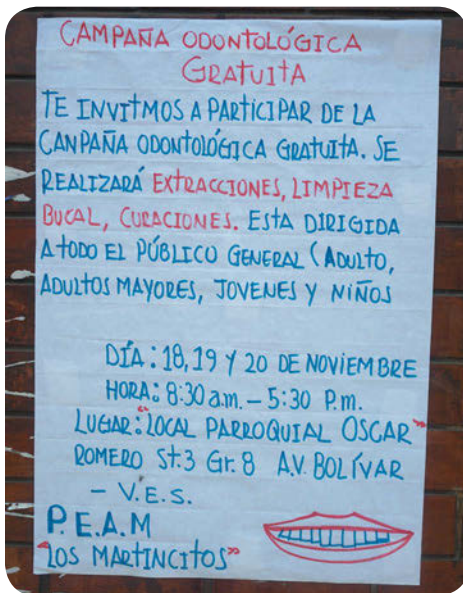 CAMPAÑA ODONTOLÓGICA
GRATUITA
TE INVITMOS A PARTICIPAR DE LA
CANPAÑA ODONTOLÓGICA GRATUITA. SE
REALIZARÁ EXTRACCIONES, LIMPIEZA
BUCAL, CURACIONES. ESTA DIRIGIDA
A TODO EL PÚBLICO GENERAL (ADULTO,
ADULTOS MAYORES, JOVENES Y NIÑOS
DÍA: 18, 19 Y 20 DE NOVIEMBRE
HORA: 8:30 a.m. – 5:30 P.m.
LUGAR: "LOCAL PARROQUIAL OSCAR"
ROMERO St.3 Gr. 8 A.V. BOLÍVAR
– V.E.S.
P.E.A.M
"LOS MARTINCITOS"